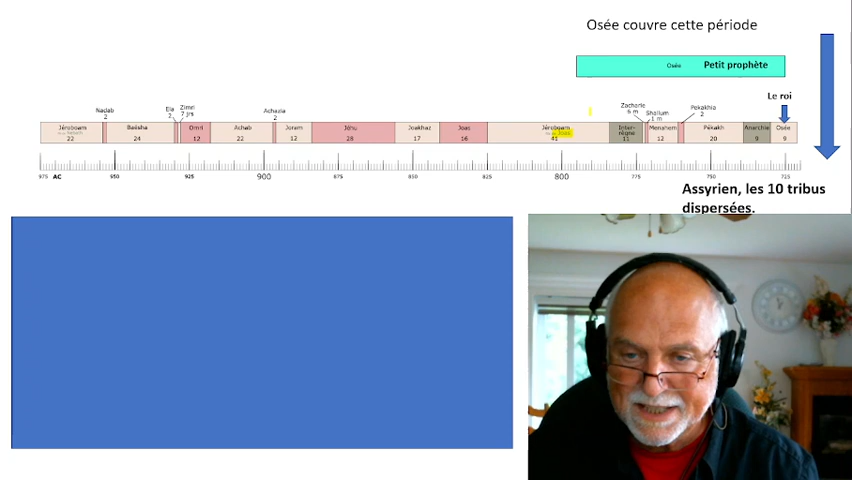 Osée couvre cette période
Osée Petit prophète
Le roi
Nadab
2
Ela
2
Zimri
7 jrs
Achazia
2
Zacharie
6 m
Shallum
1 m
Pekakhia
2
Jéroboam
22
Baësha
24
Omri
12
Achab
22
Joram
12
Jéhu
28
Joakhaz
17
Joas
16
Jéroboam
41
Inter-
règne
11
Menahem
12
Pékakh
20
Anarchie
9
Osée
9
975 AC 950 925 900 875 850 825 800 775 750 725
Assyrien, les 10 tribus
dispersées.